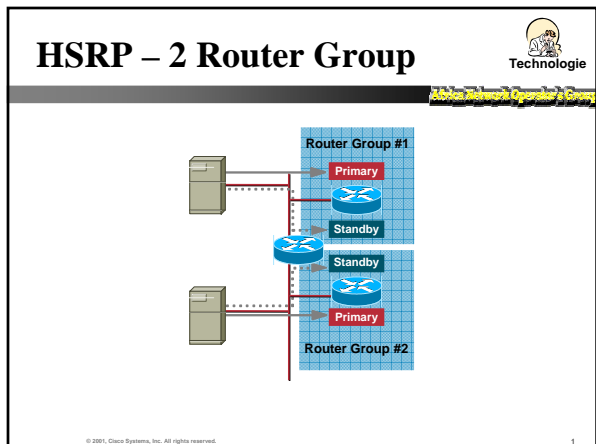 HSRP – 2 Router Group
Technologie
Africa Network Operator's Group
Router Group #1
Primary
Standby
Standby
Primary
Router Group #2
© 2001, Cisco Systems, Inc. All rights reserved.
1